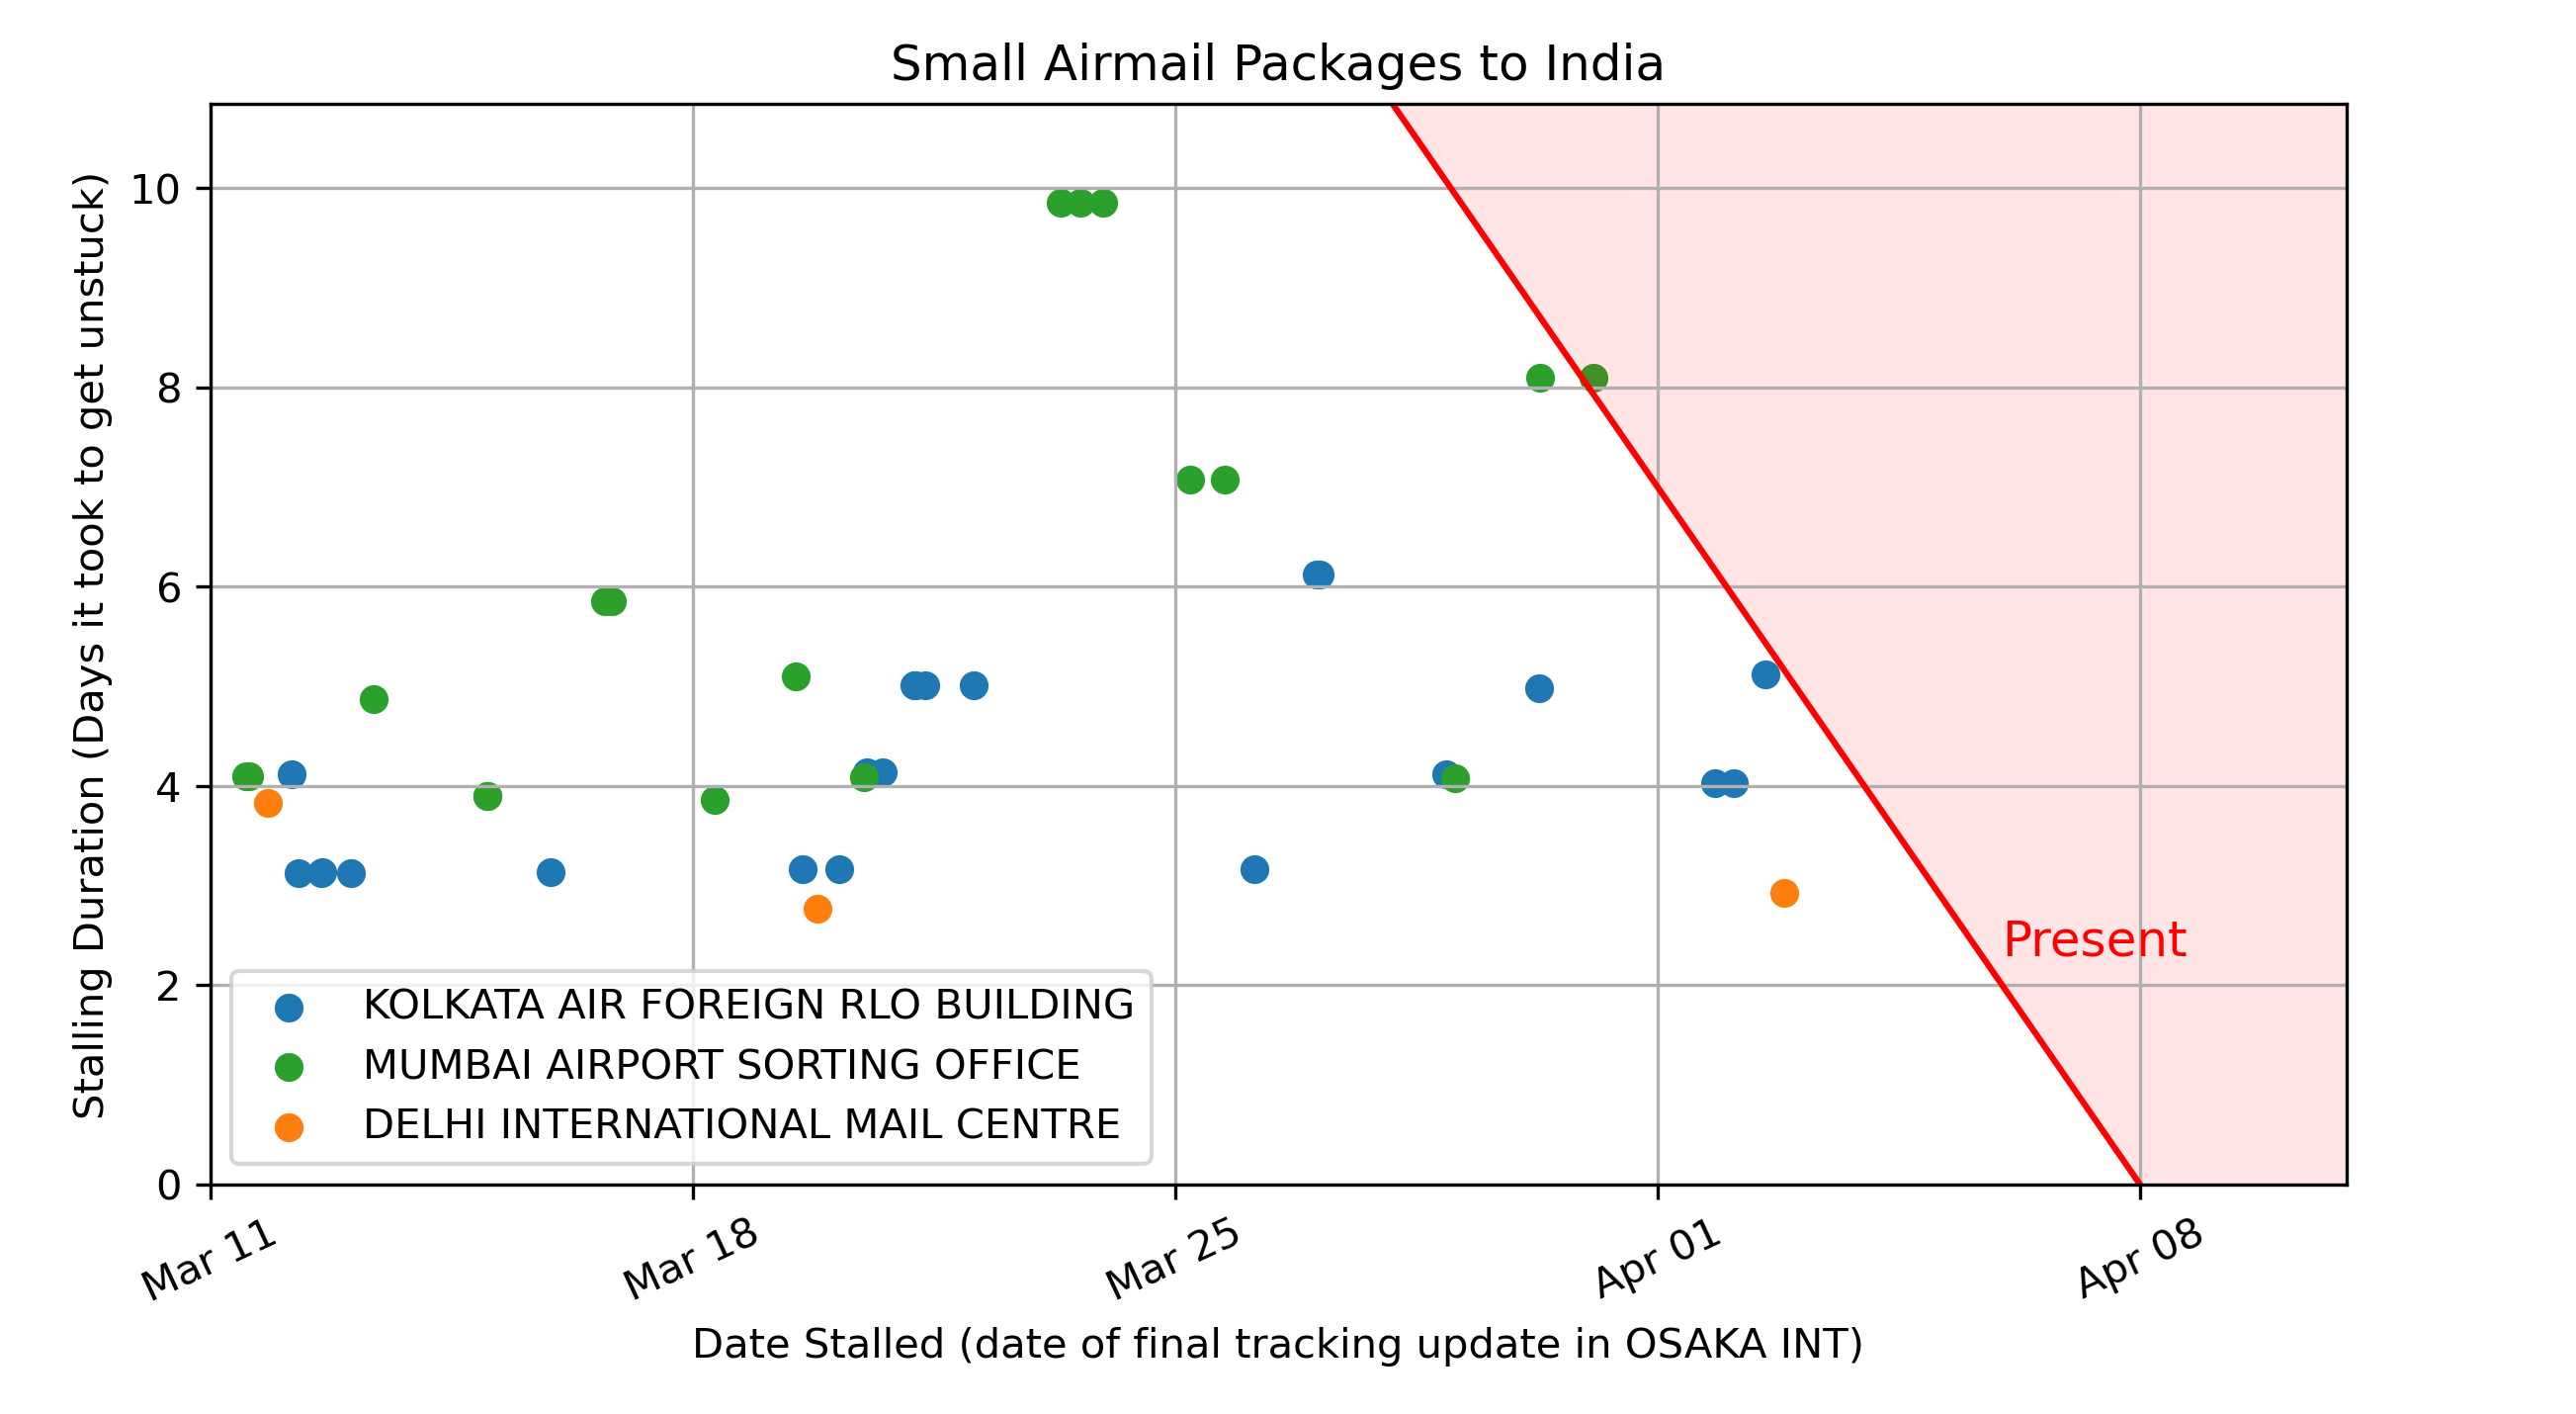 Small Airmail Packages to India
Stalling Duration (Days it took to get unstuck)
10
8
6
4
2
0
Present
KOLKATA AIR FOREIGN RLO BUILDING
MUMBAI AIRPORT SORTING OFFICE
DELHI INTERNATIONAL MAIL CENTRE
Mar 11
Mar 18
Mar 25
Apr 01
Apr 08
Date Stalled (date of final tracking update in OSAKA INT)